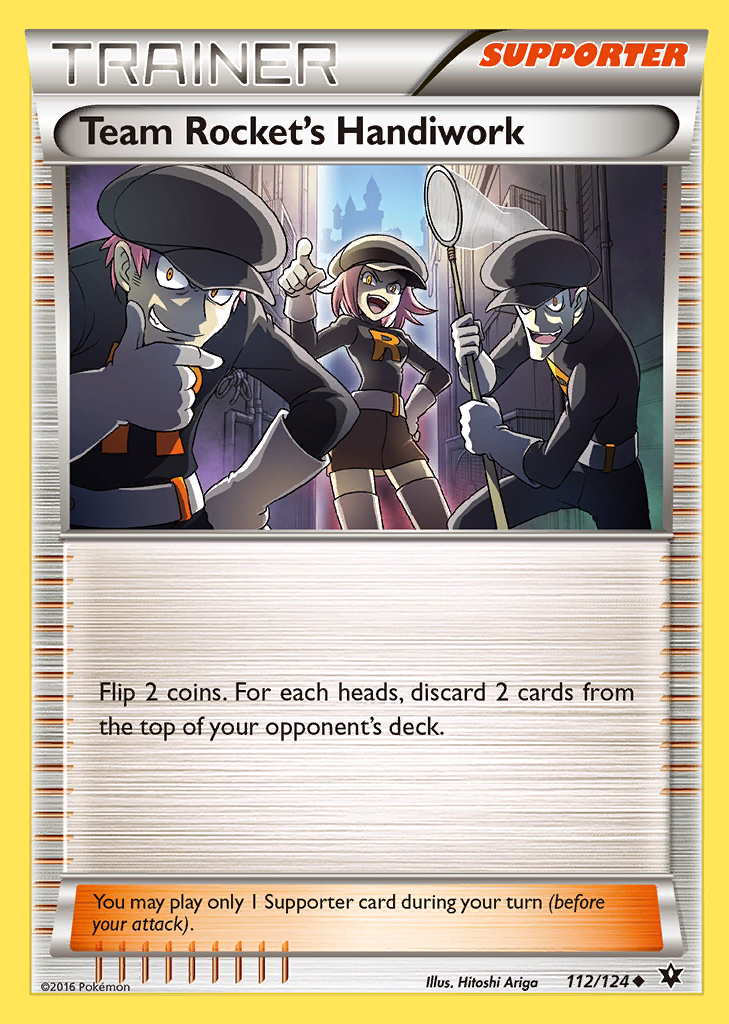 TRAINER
SUPPORTER
Team Rocket's Handiwork
R
Flip 2 coins. For each heads, discard 2 cards from
the top of your opponent's deck.
You may play only 1 Supporter card during your turn (before
your attack).
©2016 Pokémon
Illus. Hitoshi Ariga
112/124